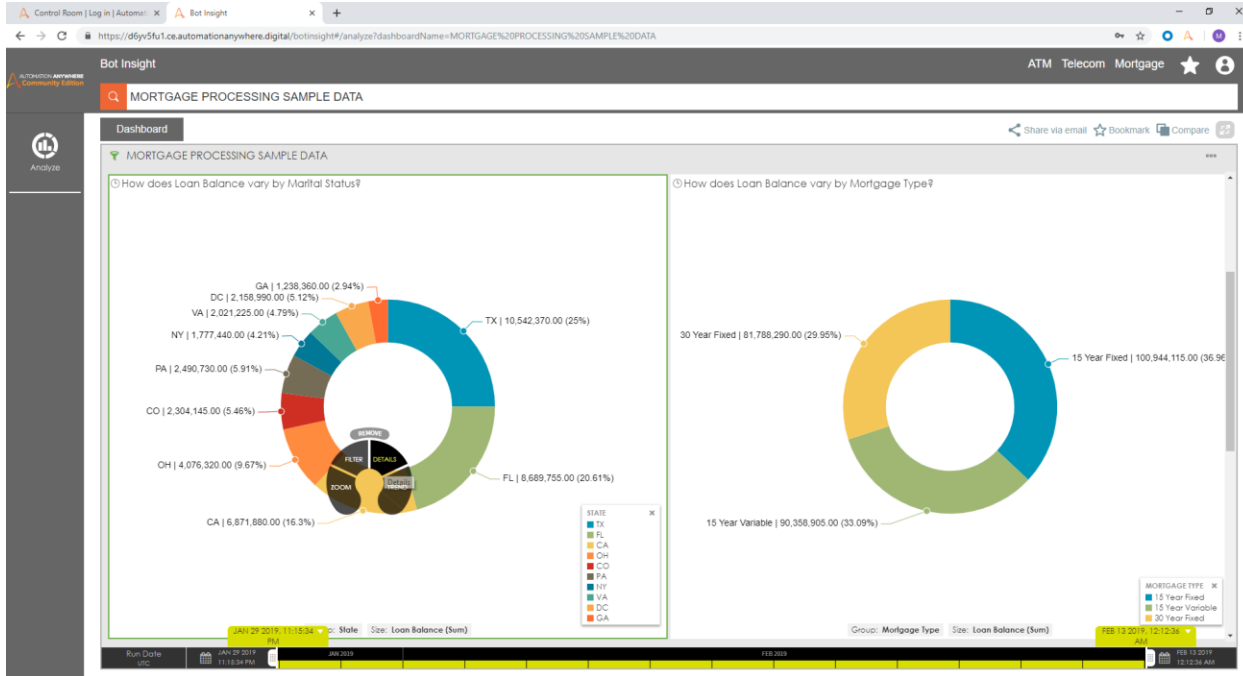 Control Room | Log in | Automat
Bot Insight
https://d6yv5fu1.ce.automationanywhere.digital/botinsight#/analyze?dashboardName=MORTGAGE%20PROCESSING%20SAMPLE%20DATA
M
AUTOMATION ANYWHERE
Community Edition
Bot Insight
ATM Telecom Mortgage
MORTGAGE PROCESSING SAMPLE DATA
Analyze
Dashboard
Share via email Bookmark Compare
MORTGAGE PROCESSING SAMPLE DATA
How does Loan Balance vary by Marital Status?
GA | 1,238,360.00 (2.94%)
DC | 2,158,990.00 (5.12%)
VA | 2,021,225.00 (4.79%)
NY | 1,777,440.00 (4.21%)
PA | 2,490,730.00 (5.91%)
CO | 2,304,145.00 (5.46%)
OH | 4,076,320.00 (9.67%)
CA | 6,871,880.00 (16.3%)
TX | 10,542,370.00 (25%)
FL | 8,689,755.00 (20.61%)
REMOVE
FILTER DETAILS
ZOOM
Details
STATE
TX
FL
CA
OH
CO
PA
NY
VA
DC
GA
State Size: Loan Balance (Sum)
How does Loan Balance vary by Mortgage Type?
30 Year Fixed | 81,788,290.00 (29.95%)
15 Year Fixed | 100,944,115.00 (36.96
15 Year Variable | 90,358,905.00 (33.09%)
MORTGAGE TYPE
15 Year Fixed
15 Year Variable
30 Year Fixed
Group: Mortgage Type Size: Loan Balance (Sum)
JAN 29 2019, 11:15:34
PM
FEB 13 2019, 12:12:36
AM
Run Date
UTC
JAN 29 2019
11:15:34 PM
JAN 2019
FEB 2019
FEB 13 2019
12:12:36 AM